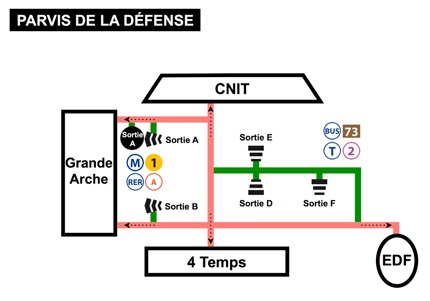 PARVIS DE LA DÉFENSE
CNIT
Sortie E
BUS 73
T 2
Sortie
A
Sortie A
Grande
Arche
M 1
RER A
Sortie B
Sortie D
Sortie F
4 Temps
EDF